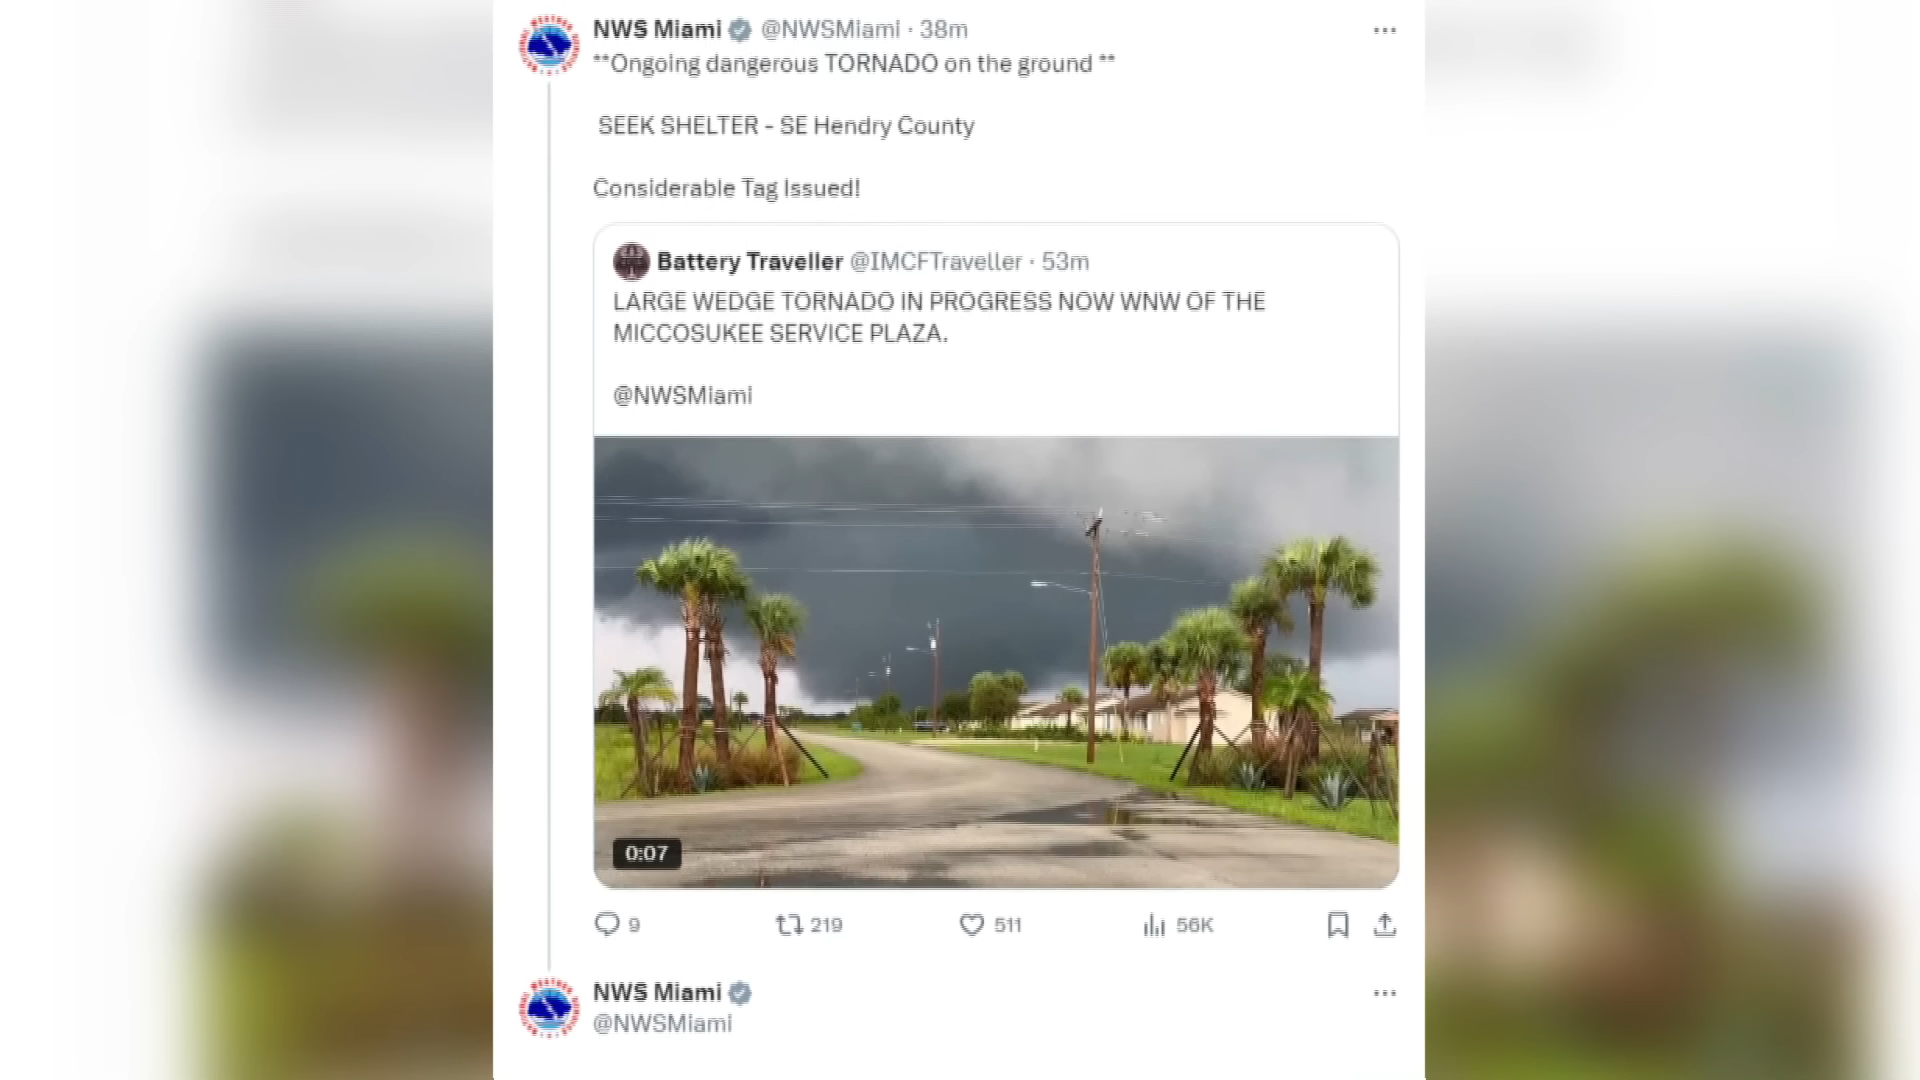 NWS Miami @NWSMiami · 38m
**Ongoing dangerous TORNADO on the ground **
SEEK SHELTER - SE Hendry County
Considerable Tag Issued!
Battery Traveller @IMCFTraveller · 53m
LARGE WEDGE TORNADO IN PROGRESS NOW WNW OF THE
MICCOSUKEE SERVICE PLAZA.
@NWSMiami
0:07
9 219 511 56K
NWS Miami
@NWSMiami